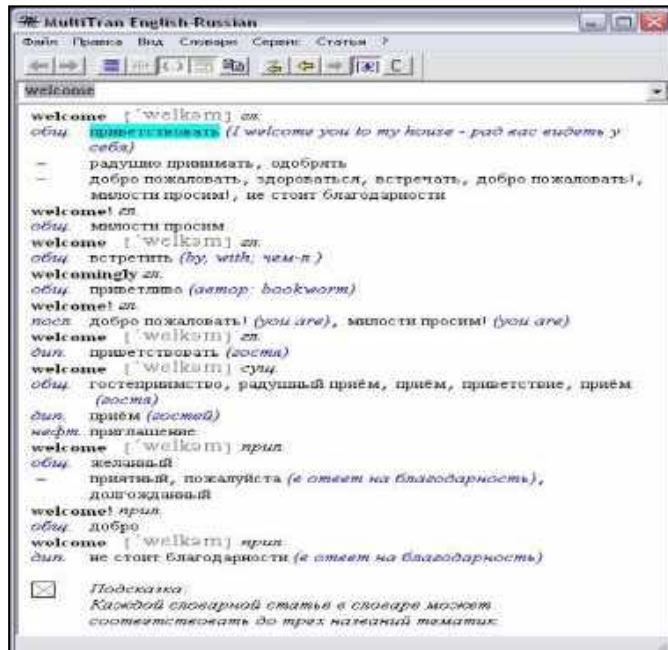 MultiTran English-Russian
Файл Правка Вид Словари Сервис Статьи ?
C
welcome
welcome [´welkəm] гл.
общ. приветствовать (I welcome you to my house - рад вас видеть у
себя)
– радушно принимать, одобрять
– добро пожаловать, здороваться, встречать, добро пожаловать!,
милости просим!, не стоит благодарности
welcome! гл.
общ. милости просим
welcome [´welkəm] гл.
общ. встретить (by, with; чем-л.)
welcomingly гл.
общ. приветливо (автор: bookworm)
welcome! гл.
посл. добро пожаловать! (you are), милости просим! (you are)
welcome [´welkəm] гл.
дип. приветствовать (гостя)
welcome [´welkəm] сущ.
общ. гостеприимство, радушный приём, приём, приветствие, приём
(гостя)
дип. приём (гостей)
нефт. приглашение
welcome [´welkəm] прил.
общ. желанный
– приятный, пожалуйста (в ответ на благодарность),
долгожданный
welcome! прил.
общ. добро
welcome [´welkəm] прил.
дип. не стоит благодарности (в ответ на благодарность)
Подсказка:
Каждой словарной статье в словаре может
соответствовать до трех названий тематик